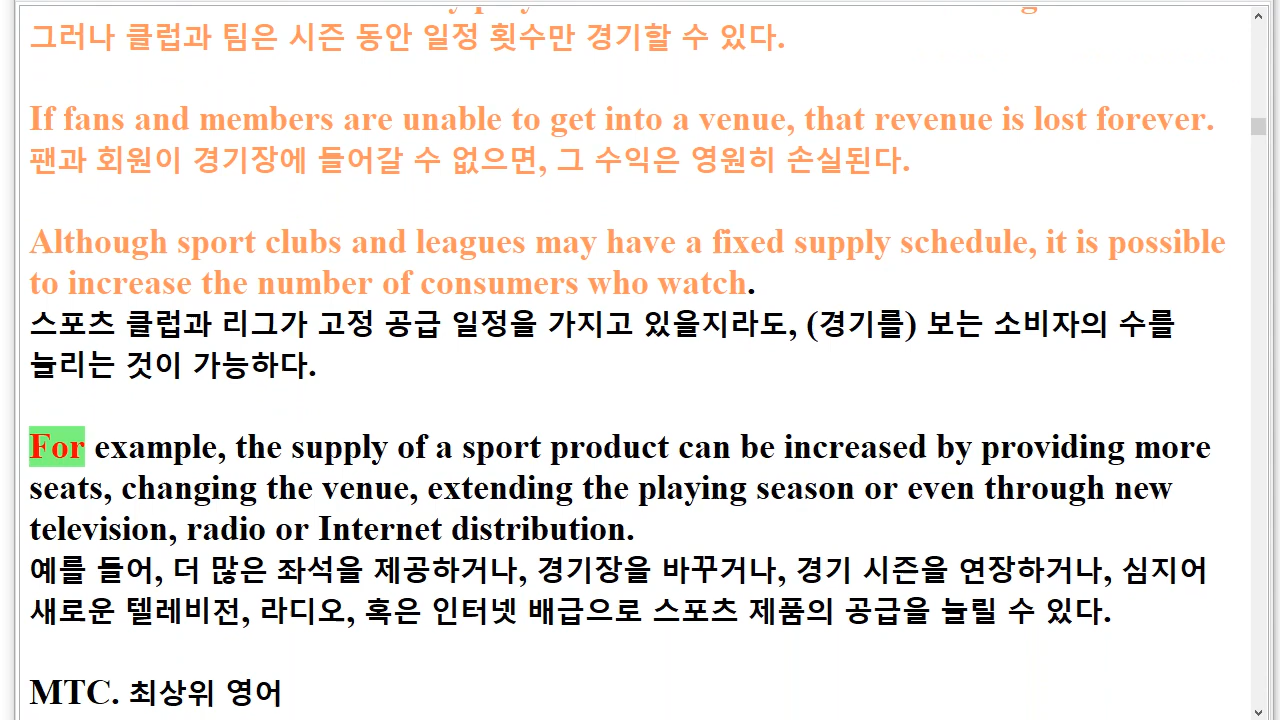 그러나 클럽과 팀은 시즌 동안 일정 횟수만 경기할 수 있다.
If fans and members are unable to get into a venue, that revenue is lost forever.
팬과 회원이 경기장에 들어갈 수 없으면, 그 수익은 영원히 손실된다.
Although sport clubs and leagues may have a fixed supply schedule, it is possible
to increase the number of consumers who watch.
스포츠 클럽과 리그가 고정 공급 일정을 가지고 있을지라도, (경기를) 보는 소비자의 수를
늘리는 것이 가능하다.
For example, the supply of a sport product can be increased by providing more
seats, changing the venue, extending the playing season or even through new
television, radio or Internet distribution.
예를 들어, 더 많은 좌석을 제공하거나, 경기장을 바꾸거나, 경기 시즌을 연장하거나, 심지어
새로운 텔레비전, 라디오, 혹은 인터넷 배급으로 스포츠 제품의 공급을 늘릴 수 있다.
MTC. 최상위 영어